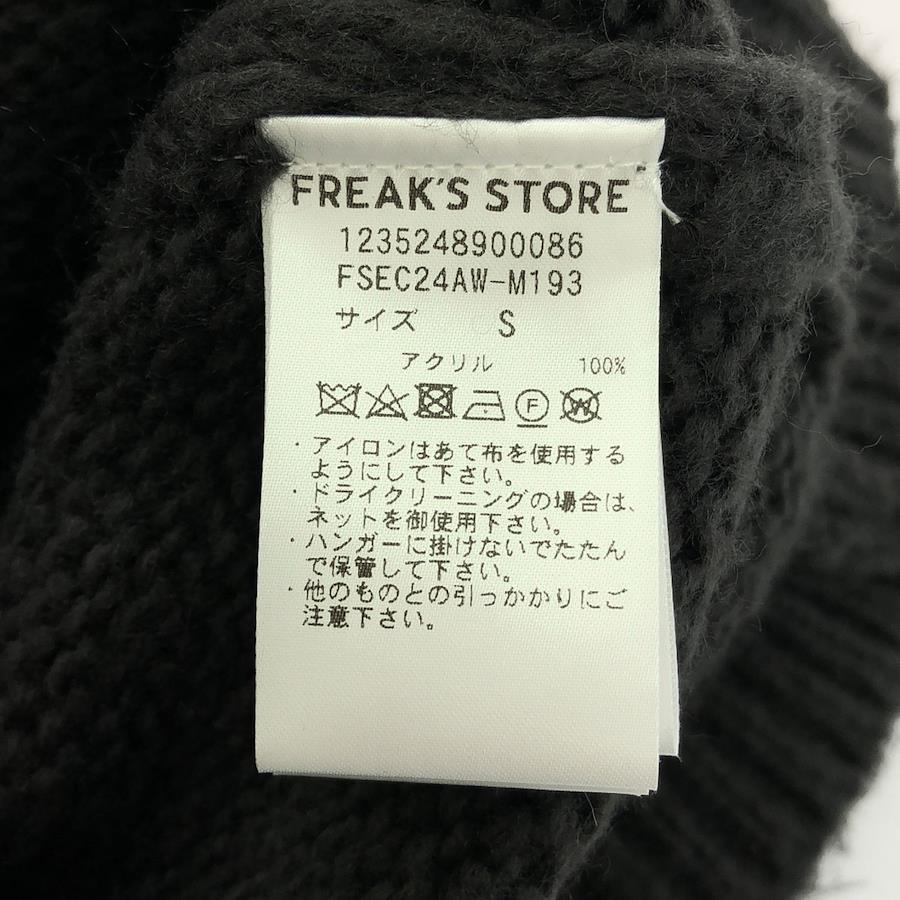 FREAK'S STORE
1235248900086
FSEC24AW-M193
サイズ S
アクリル 100%
F W
・アイロンはあて布を使用する
ようにして下さい。
・ドライクリーニングの場合は、
ネットを御使用下さい。
・ハンガーに掛けないでたたん
で保管して下さい。
・他のものとの引っかかりにご
注意下さい。